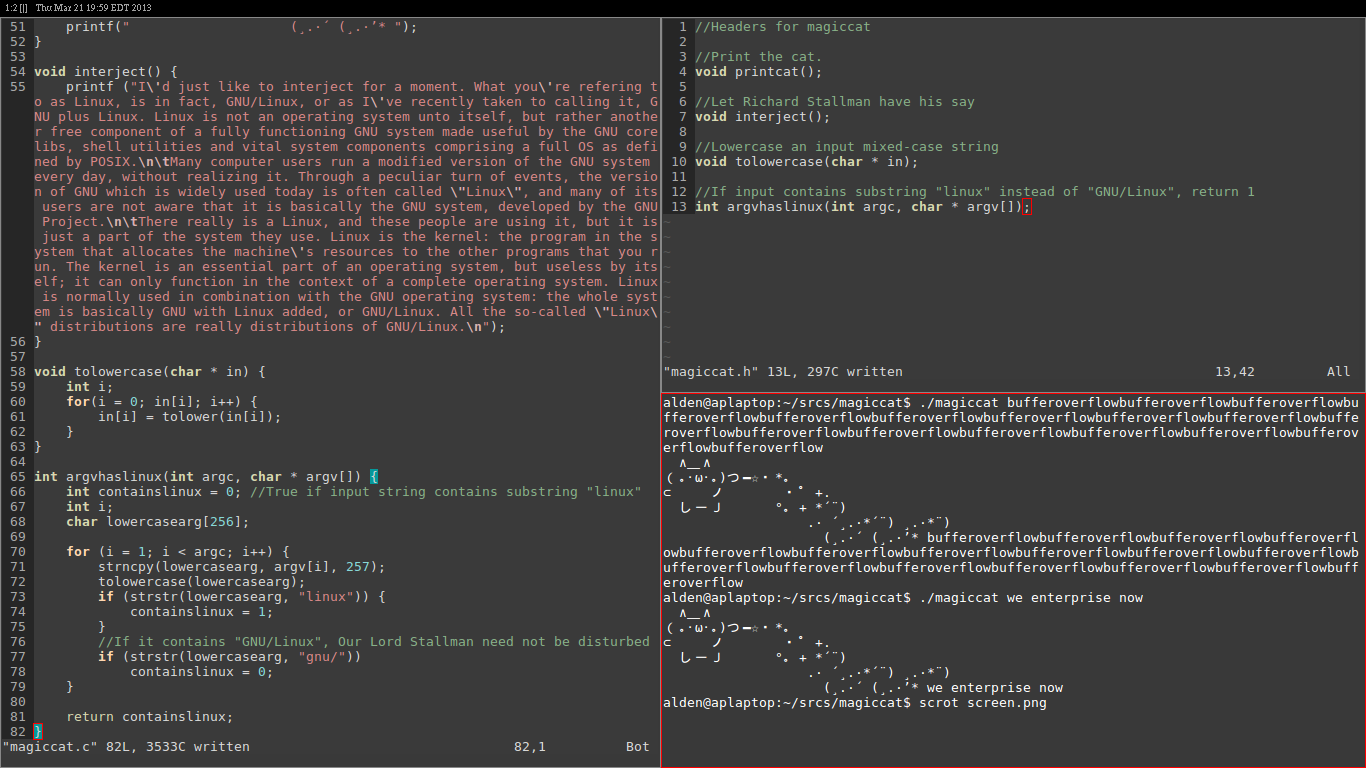 1:2 [|] Thu Mar 21 19:59 EDT 2013
51     printf("                    (¸.·´ (¸.·'* ");
52 }
53
54 void interject() {
55     printf ("I\'d just like to interject for a moment. What you\'re refering t
o as Linux, is in fact, GNU/Linux, or as I\'ve recently taken to calling it, G
NU plus Linux. Linux is not an operating system unto itself, but rather anothe
r free component of a fully functioning GNU system made useful by the GNU core
libs, shell utilities and vital system components comprising a full OS as defi
ned by POSIX.\n\tMany computer users run a modified version of the GNU system
every day, without realizing it. Through a peculiar turn of events, the versio
n of GNU which is widely used today is often called \"Linux\", and many of its
 users are not aware that it is basically the GNU system, developed by the GNU
 Project.\n\tThere really is a Linux, and these people are using it, but it is
 just a part of the system they use. Linux is the kernel: the program in the s
ystem that allocates the machine\'s resources to the other programs that you r
un. The kernel is an essential part of an operating system, but useless by its
elf; it can only function in the context of a complete operating system. Linux
 is normally used in combination with the GNU operating system: the whole syst
em is basically GNU with Linux added, or GNU/Linux. All the so-called \"Linux\
" distributions are really distributions of GNU/Linux.\n");
56 }
57
58 void tolowercase(char * in) {
59     int i;
60     for(i = 0; in[i]; i++) {
61         in[i] = tolower(in[i]);
62     }
63 }
64
65 int argvhaslinux(int argc, char * argv[]) {
66     int containslinux = 0; //True if input string contains substring "linux"
67     int i;
68     char lowercasearg[256];
69
70     for (i = 1; i < argc; i++) {
71         strncpy(lowercasearg, argv[i], 257);
72         tolowercase(lowercasearg);
73         if (strstr(lowercasearg, "linux")) {
74             containslinux = 1;
75         }
76         //If it contains "GNU/Linux", Our Lord Stallman need not be disturbed
77         if (strstr(lowercasearg, "gnu/"))
78             containslinux = 0;
79     }
80
81     return containslinux;
82 }
"magiccat.c" 82L, 3533C written 82,1 Bot
1 //Headers for magiccat
2
3 //Print the cat.
4 void printcat();
5
6 //Let Richard Stallman have his say
7 void interject();
8
9 //Lowercase an input mixed-case string
10 void tolowercase(char * in);
11
12 //If input contains substring "linux" instead of "GNU/Linux", return 1
13 int argvhaslinux(int argc, char * argv[]);
~
~
~
~
~
~
~
~
~
~
"magiccat.h" 13L, 297C written 13,42 All
alden@aplaptop:~/srcs/magiccat$ ./magiccat bufferoverflowbufferoverflowbufferoverflowbu
fferoverflowbufferoverflowbufferoverflowbufferoverflowbufferoverflowbufferoverflowbuffe
roverflowbufferoverflowbufferoverflowbufferoverflowbufferoverflowbufferoverflowbufferov
erflowbufferoverflow
  ∧＿∧
( ｡･ω･｡)つ━☆・*。
⊂　　 ノ 　　　・゜+.
  しーＪ　　　°。+ *´¨)
                  .· ´¸.·*´¨) ¸.·*¨)
                    (¸.·´ (¸.·'* bufferoverflowbufferoverflowbufferoverflowbufferoverfl
owbufferoverflowbufferoverflowbufferoverflowbufferoverflowbufferoverflowbufferoverflowb
ufferoverflowbufferoverflowbufferoverflowbufferoverflowbufferoverflowbufferoverflowbuff
eroverflow
alden@aplaptop:~/srcs/magiccat$ ./magiccat we enterprise now
  ∧＿∧
( ｡･ω･｡)つ━☆・*。
⊂　　 ノ 　　　・゜+.
  しーＪ　　　°。+ *´¨)
                  .· ´¸.·*´¨) ¸.·*¨)
                    (¸.·´ (¸.·'* we enterprise now
alden@aplaptop:~/srcs/magiccat$ scrot screen.png